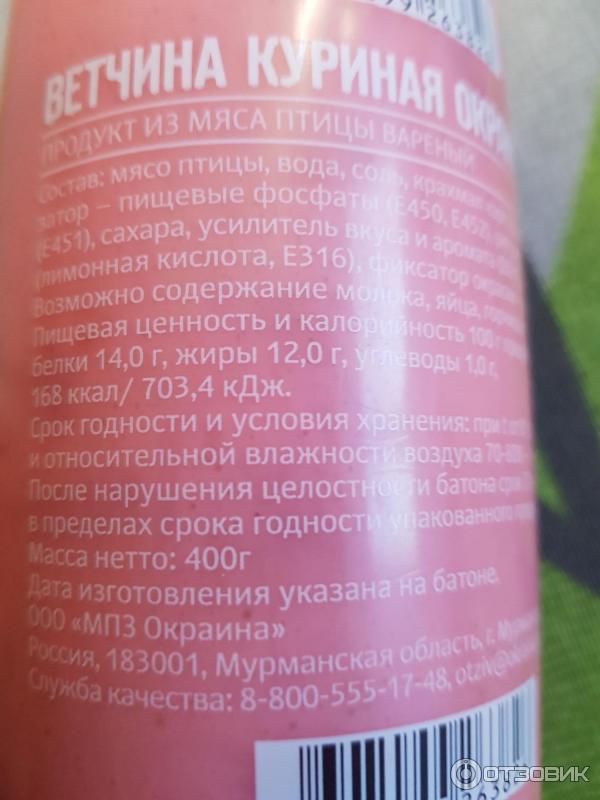 ВЕТЧИНА КУРИНАЯ
ПРОДУКТ ИЗ МЯСА ПТИЦЫ ВАРЕНЫЙ
Состав: мясо птицы, вода, соль, крахмал
затор – пищевые фосфаты (Е450, Е452),
(Е451), сахара, усилитель вкуса и аромата
(лимонная кислота, Е316), фиксатор окраски
Возможно содержание молока, яйца,
Пищевая ценность и калорийность 100 г
белки 14,0 г, жиры 12,0 г, углеводы 1,0 г,
168 ккал/ 703,4 кДж.
Срок годности и условия хранения: при
и относительной влажности воздуха
После нарушения целостности батона срок
в пределах срока годности упакованного
Масса нетто: 400г
Дата изготовления указана на батоне.
ООО «МПЗ Окраина»
Россия, 183001, Мурманская область, г.
Служба качества: 8-800-555-17-48,
ОТЗОВИК